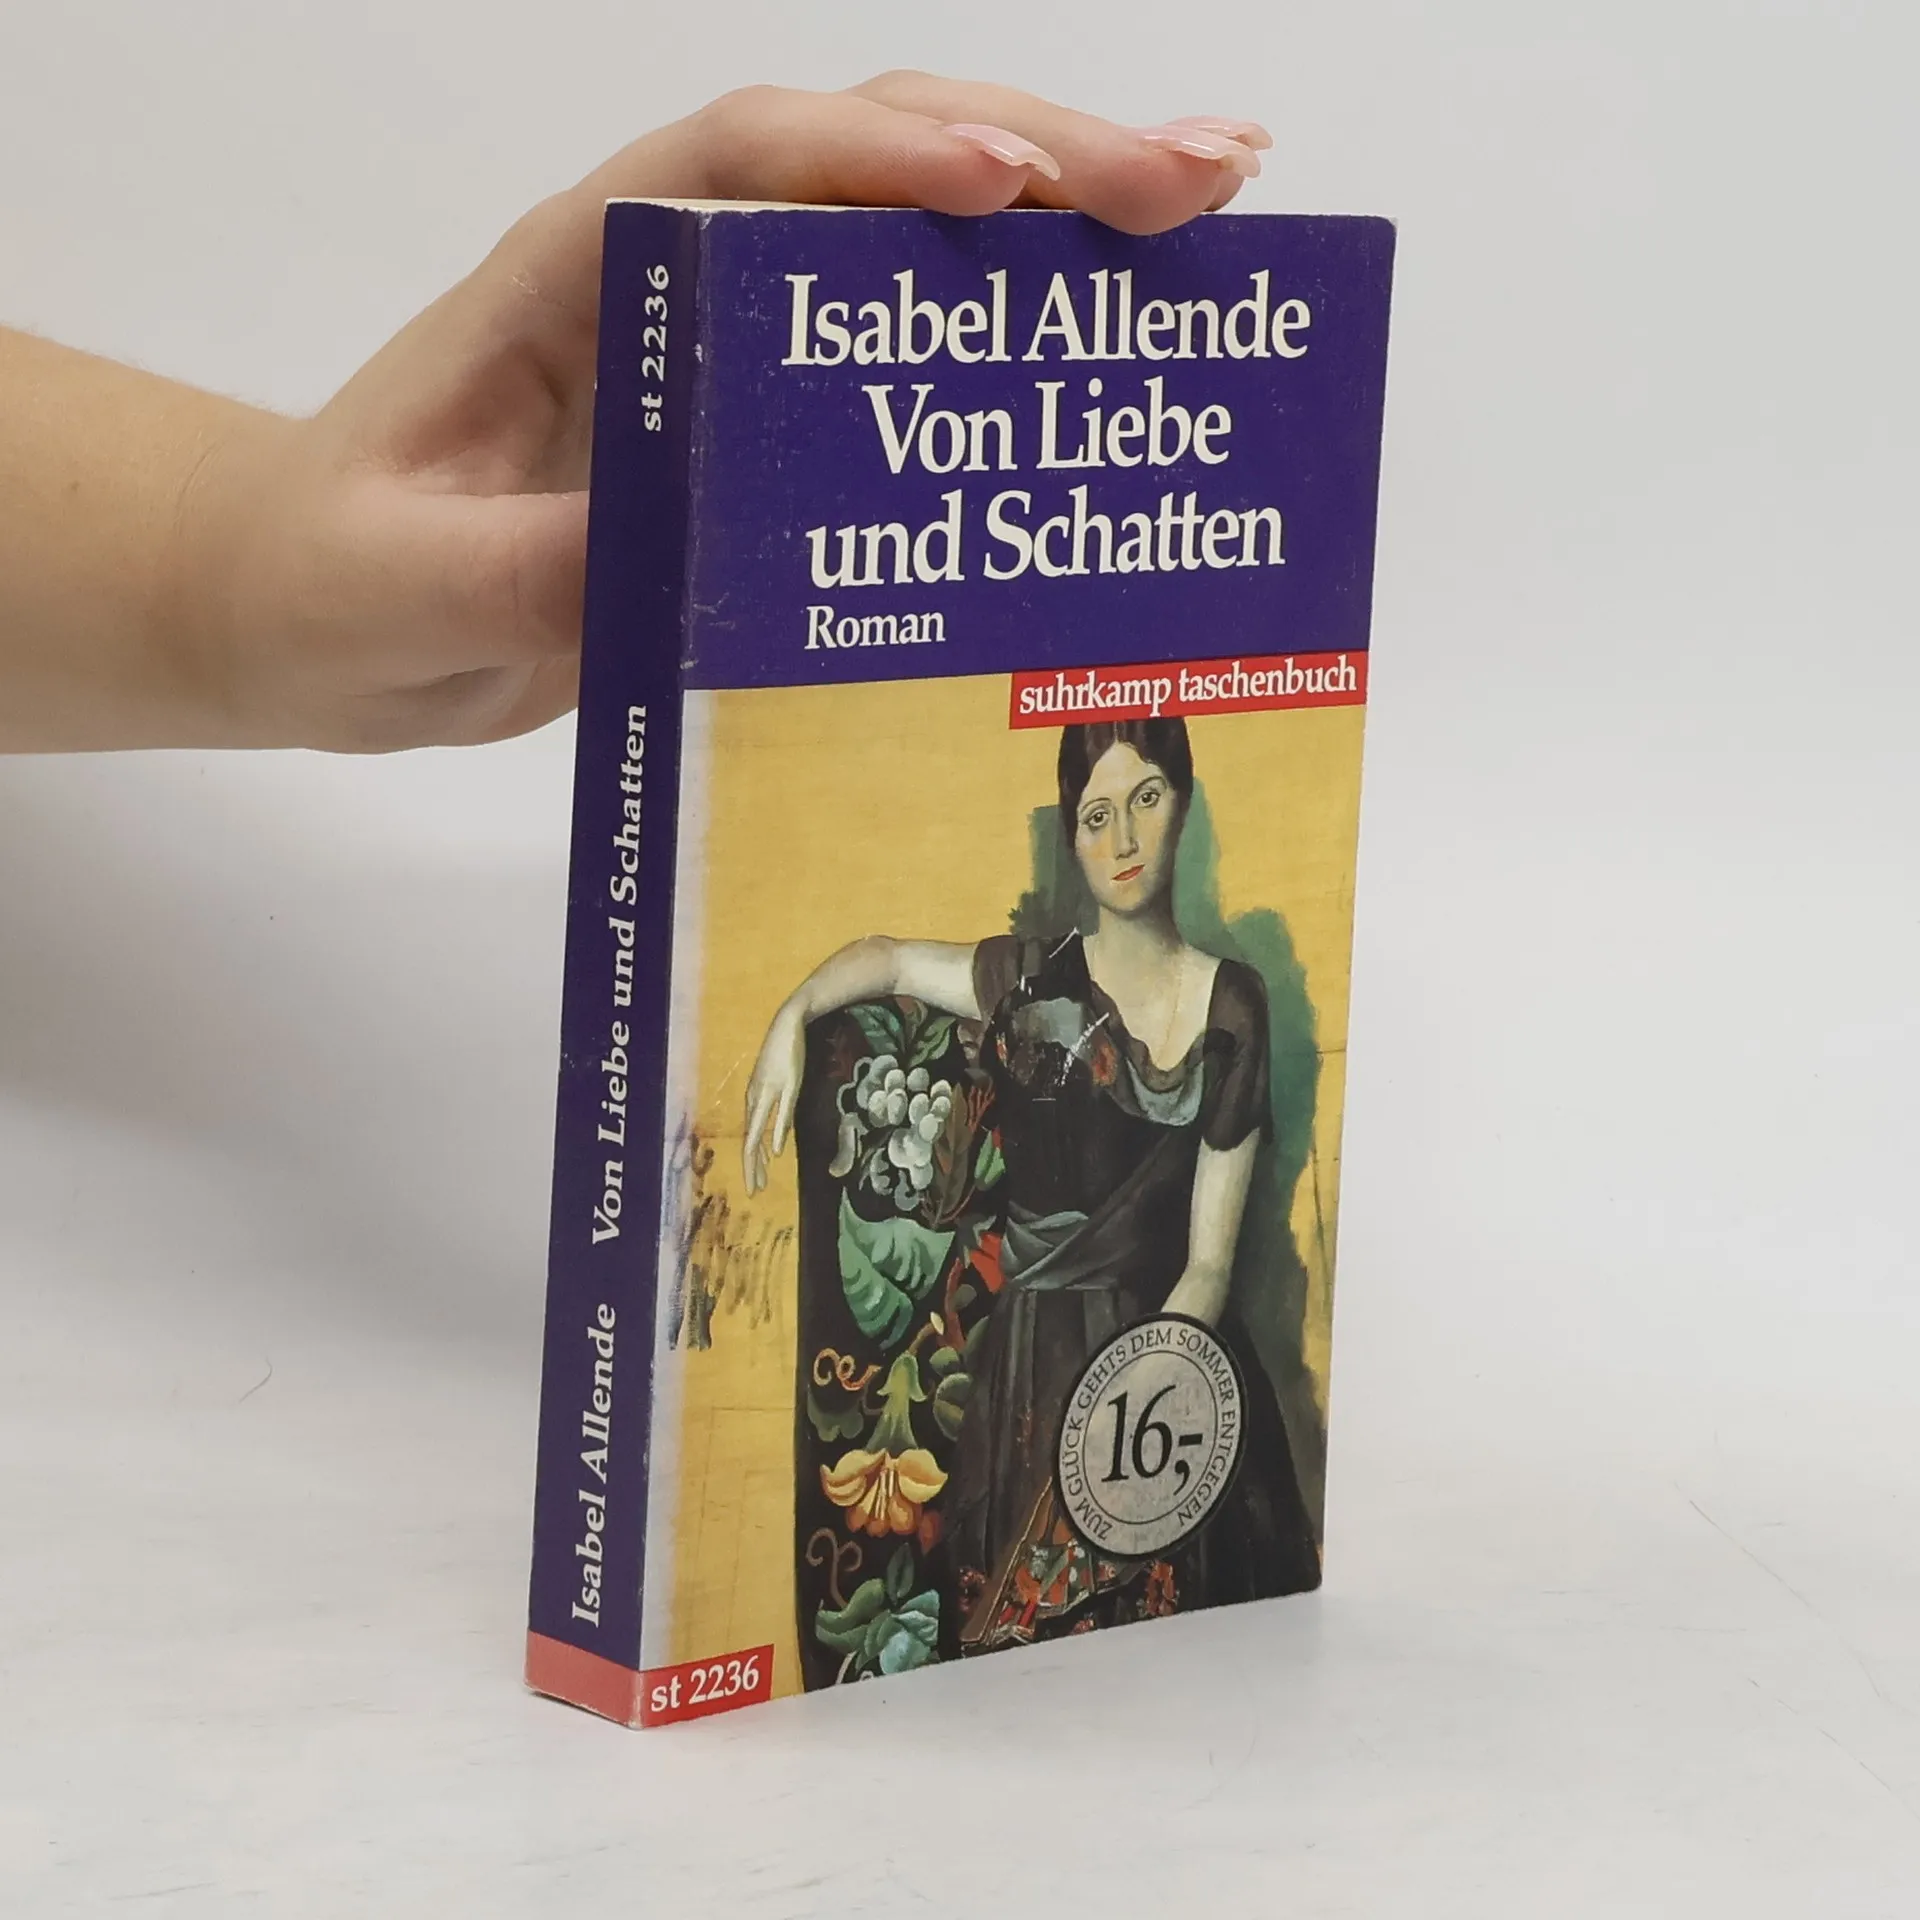 Isabel Allende
Von Liebe
und Schatten
Roman
suhrkamp taschenbuch
ZUM GLÜCK GEHTS DEM SOMMER ENTGEGEN
16,-
st 2236
Isabel Allende Von Liebe und Schatten st 2236